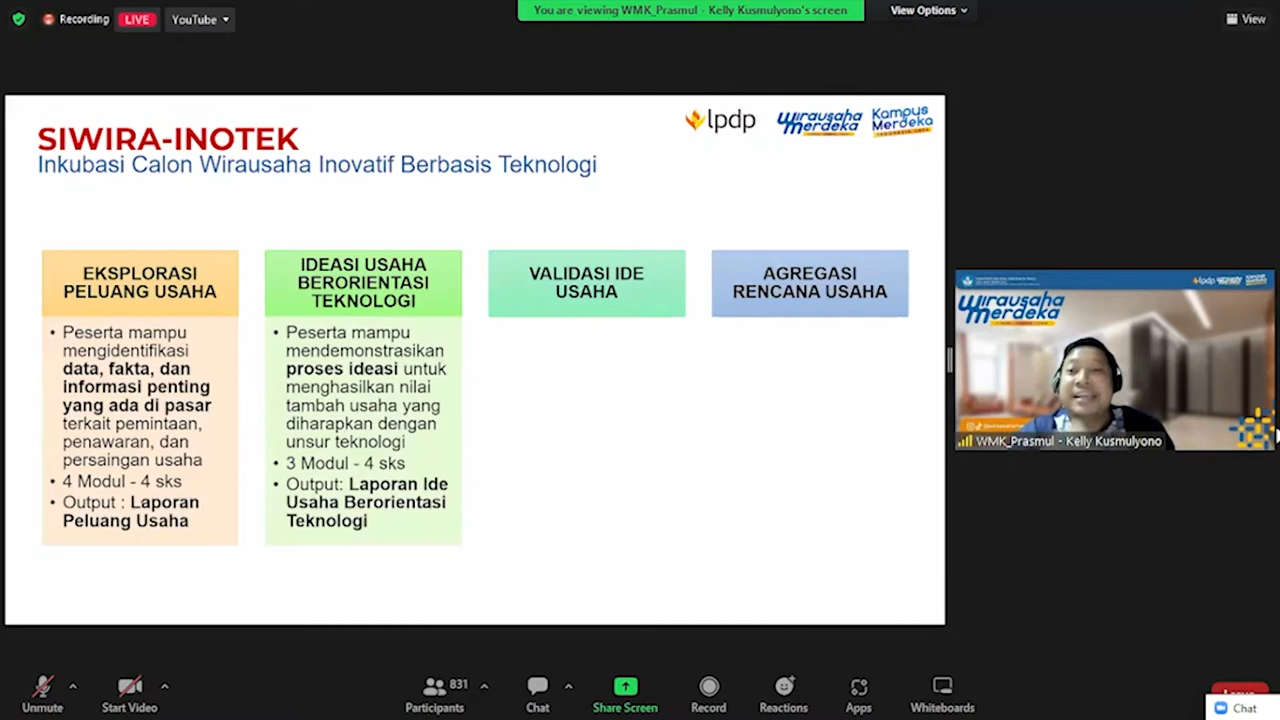 Recording
LIVE
YouTube
You are viewing WMK_Prasmul - Kelly Kusmulyono's screen
View Options
View
lpdp
Wirausaha Merdeka
Kampus Merdeka
INDONESIA JAYA
SIWIRA-INOTEK
Inkubasi Calon Wirausaha Inovatif Berbasis Teknologi
EKSPLORASI
PELUANG USAHA
• Peserta mampu
mengidentifikasi
data, fakta, dan
informasi penting
yang ada di pasar
terkait pemintaan,
penawaran, dan
persaingan usaha
• 4 Modul - 4 sks
• Output : Laporan
Peluang Usaha
IDEASI USAHA
BERORIENTASI
TEKNOLOGI
• Peserta mampu
mendemonstrasikan
proses ideasi untuk
menghasilkan nilai
tambah usaha yang
diharapkan dengan
unsur teknologi
• 3 Modul - 4 sks
• Output: Laporan Ide
Usaha Berorientasi
Teknologi
VALIDASI IDE
USAHA
AGREGASI
RENCANA USAHA
lpdp
Wirausaha
Merdeka
WMK_Prasmul - Kelly Kusmulyono
Unmute
Start Video
831
Participants
Chat
Share Screen
Record
Reactions
Apps
Whiteboards
Chat